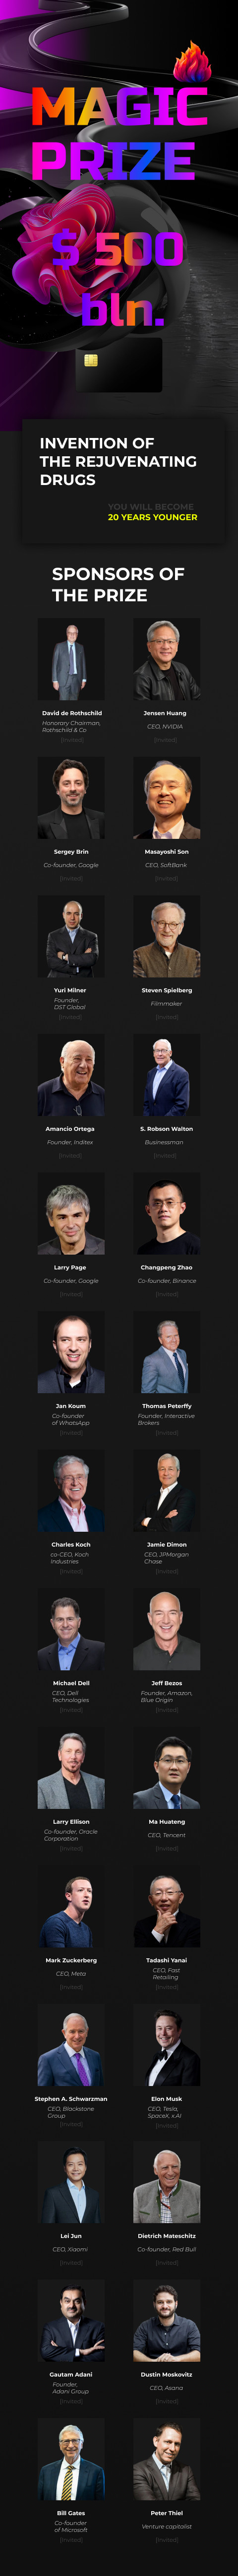 MAGIC
PRIZE
$ 500
bln.
INVENTION OF
THE REJUVENATING
DRUGS
YOU WILL BECOME
20 YEARS YOUNGER
SPONSORS OF
THE PRIZE
David de Rothschild
Honorary Chairman,
Rothschild & Co
(invited)
Jensen Huang
CEO, NVIDIA
(invited)
Sergey Brin
Co-founder, Google
(invited)
Masayoshi Son
CEO, SoftBank
(invited)
Yuri Milner
Founder,
DST Global
(invited)
Steven Spielberg
Filmmaker
(invited)
Amancio Ortega
Founder, Inditex
(invited)
S. Robson Walton
Businessman
(invited)
Larry Page
Co-founder, Google
(invited)
Changpeng Zhao
Co-founder, Binance
(invited)
Jan Koum
Co-founder
of WhatsApp
(invited)
Thomas Peterffy
Founder, Interactive
Brokers
(invited)
Charles Koch
co-CEO, Koch
Industries
(invited)
Jamie Dimon
CEO, JPMorgan
Chase
(invited)
Michael Dell
CEO, Dell
Technologies
(invited)
Jeff Bezos
Founder, Amazon,
Blue Origin
(invited)
Larry Ellison
Co-founder, Oracle
Corporation
(invited)
Ma Huateng
CEO, Tencent
(invited)
Mark Zuckerberg
CEO, Meta
(invited)
Tadashi Yanai
CEO, Fast
Retailing
(invited)
Stephen A. Schwarzman
CEO, Blackstone
Group
(invited)
Elon Musk
CEO, Tesla,
SpaceX, x.AI
(invited)
Lei Jun
CEO, Xiaomi
(invited)
Dietrich Mateschitz
Co-founder, Red Bull
(invited)
Gautam Adani
Founder,
Adani Group
(invited)
Dustin Moskovitz
CEO, Asana
(invited)
Bill Gates
Co-founder
of Microsoft
(invited)
Peter Thiel
Venture capitalist
(invited)